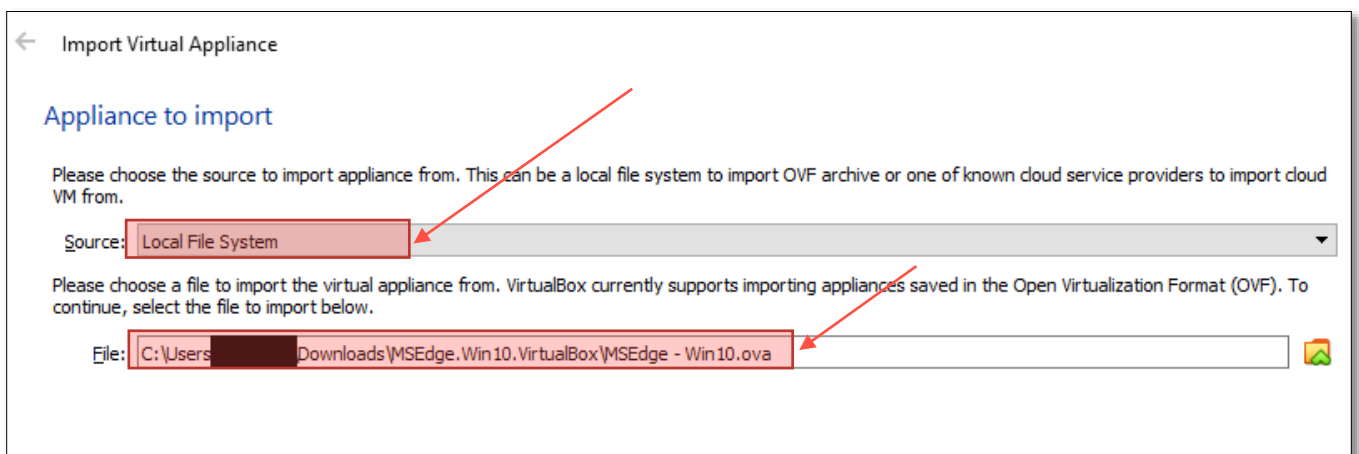 Import Virtual Appliance
Appliance to import
Please choose the source to import appliance from. This can be a local file system to import OVF archive or one of known cloud service providers to import cloud
VM from.
Source: Local File System
Please choose a file to import the virtual appliance from. VirtualBox currently supports importing appliances saved in the Open Virtualization Format (OVF). To
continue, select the file to import below.
File: C:\Users Downloads\MSEdge.Win10.VirtualBox\MSEdge - Win10.ova